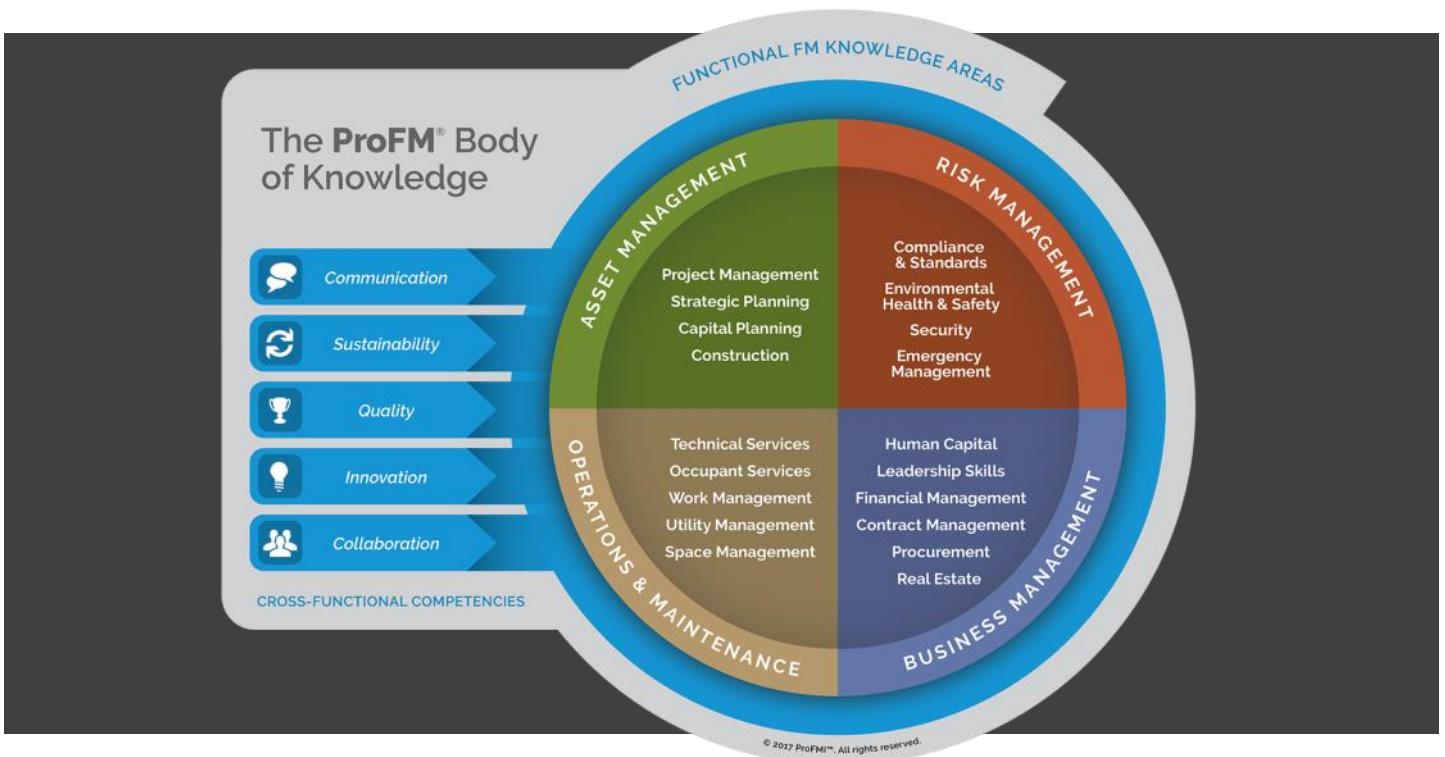 The ProFM® Body
of Knowledge
Communication
Sustainability
Quality
Innovation
Collaboration
CROSS-FUNCTIONAL COMPETENCIES
FUNCTIONAL FM KNOWLEDGE AREAS
ASSET MANAGEMENT
Project Management
Strategic Planning
Capital Planning
Construction
RISK MANAGEMENT
Compliance
& Standards
Environmental
Health & Safety
Security
Emergency
Management
OPERATIONS & MAINTENANCE
Technical Services
Occupant Services
Work Management
Utility Management
Space Management
BUSINESS MANAGEMENT
Human Capital
Leadership Skills
Financial Management
Contract Management
Procurement
Real Estate
© 2017 ProFMI™. All rights reserved.